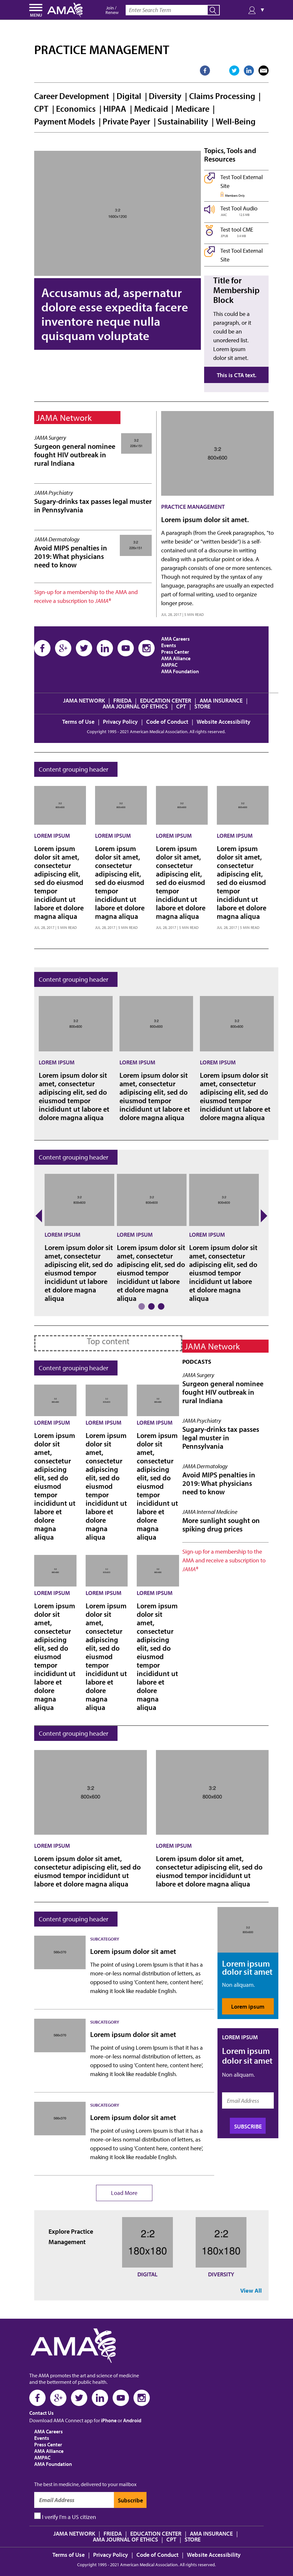 MENU
AMA
Join /
Renew
Enter Search Term
PRACTICE MANAGEMENT
Career Development | Digital | Diversity | Claims Processing |
CPT | Economics | HIPAA | Medicaid | Medicare |
Payment Models | Private Payer | Sustainability | Well-Being
Topics, Tools and
Resources
Test Tool External
Site
Members Only
Test Tool Audio
Test tool CME
Test Tool External
Site
Accusamus ad, aspernatur
dolore esse expedita facere
inventore neque nulla
quisquam voluptate
Title for
Membership
Block
This could be a
paragraph, or it
could be an
unordered list.
Lorem ipsum
dolor sit amet.
This is CTA text.
JAMA Network
JAMA Surgery
Surgeon general nominee
fought HIV outbreak in
rural Indiana
JAMA Psychiatry
Sugary-drinks tax passes legal muster
in Pennsylvania
JAMA Dermatology
Avoid MIPS penalties in
2019: What physicians
need to know
Sign-up for a membership to the AMA and
receive a subscription to JAMA®
3:2
800x600
PRACTICE MANAGEMENT
Lorem ipsum dolor sit amet.
A paragraph (from the Greek paragraphos, "to
write beside" or "written beside") is a self-
contained unit of a discourse in writing
dealing with a particular point or idea. A
paragraph consists of one or more sentences.
Though not required by the syntax of any
language, paragraphs are usually an expected
part of formal writing, used to organize
longer prose.
JUL 28, 2017 | 5 MIN READ
AMA Careers
Events
Press Center
AMA Alliance
AMPAC
AMA Foundation
JAMA NETWORK | FRIEDA | EDUCATION CENTER | AMA INSURANCE |
AMA JOURNAL OF ETHICS | CPT | STORE
Terms of Use | Privacy Policy | Code of Conduct | Website Accessibility
Copyright 1995 - 2021 American Medical Association. All rights reserved.
Content grouping header
LOREM IPSUM LOREM IPSUM LOREM IPSUM LOREM IPSUM
Lorem ipsum Lorem ipsum Lorem ipsum Lorem ipsum
dolor sit amet, dolor sit amet, dolor sit amet, dolor sit amet,
consectetur consectetur consectetur consectetur
adipiscing elit, adipiscing elit, adipiscing elit, adipiscing elit,
sed do eiusmod sed do eiusmod sed do eiusmod sed do eiusmod
tempor tempor tempor tempor
incididunt ut incididunt ut incididunt ut incididunt ut
labore et dolore labore et dolore labore et dolore labore et dolore
magna aliqua magna aliqua magna aliqua magna aliqua
JUL 28, 2017 | 5 MIN READ JUL 28, 2017 | 5 MIN READ JUL 28, 2017 | 5 MIN READ JUL 28, 2017 | 5 MIN READ
Content grouping header
LOREM IPSUM LOREM IPSUM LOREM IPSUM
Lorem ipsum dolor sit Lorem ipsum dolor sit Lorem ipsum dolor sit
amet, consectetur amet, consectetur amet, consectetur
adipiscing elit, sed do adipiscing elit, sed do adipiscing elit, sed do
eiusmod tempor eiusmod tempor eiusmod tempor
incididunt ut labore et incididunt ut labore et incididunt ut labore et
dolore magna aliqua dolore magna aliqua dolore magna aliqua
Content grouping header
LOREM IPSUM LOREM IPSUM LOREM IPSUM
Lorem ipsum dolor sit Lorem ipsum dolor sit Lorem ipsum dolor sit
amet, consectetur amet, consectetur amet, consectetur
adipiscing elit, sed do adipiscing elit, sed do adipiscing elit, sed do
eiusmod tempor eiusmod tempor eiusmod tempor
incididunt ut labore incididunt ut labore incididunt ut labore
et dolore magna et dolore magna et dolore magna
aliqua aliqua aliqua
Top content
Content grouping header
LOREM IPSUM LOREM IPSUM LOREM IPSUM
Lorem ipsum Lorem ipsum Lorem ipsum
dolor sit dolor sit dolor sit
amet, amet, amet,
consectetur consectetur consectetur
adipiscing adipiscing adipiscing
elit, sed do elit, sed do elit, sed do
eiusmod eiusmod eiusmod
tempor tempor tempor
incididunt ut incididunt ut incididunt ut
labore et labore et labore et
dolore dolore dolore
magna magna magna
aliqua aliqua aliqua
LOREM IPSUM LOREM IPSUM LOREM IPSUM
Lorem ipsum Lorem ipsum Lorem ipsum
dolor sit dolor sit dolor sit
amet, amet, amet,
consectetur consectetur consectetur
adipiscing adipiscing adipiscing
elit, sed do elit, sed do elit, sed do
eiusmod eiusmod eiusmod
tempor tempor tempor
incididunt ut incididunt ut incididunt ut
labore et labore et labore et
dolore dolore dolore
magna magna magna
aliqua aliqua aliqua
JAMA Network
PODCASTS
JAMA Surgery
Surgeon general nominee
fought HIV outbreak in
rural Indiana
JAMA Psychiatry
Sugary-drinks tax passes
legal muster in
Pennsylvania
JAMA Dermatology
Avoid MIPS penalties in
2019: What physicians
need to know
JAMA Internal Medicine
More sunlight sought on
spiking drug prices
Sign-up for a membership to the
AMA and receive a subscription to
JAMA®
Content grouping header
3:2 3:2
800x600 800x600
LOREM IPSUM LOREM IPSUM
Lorem ipsum dolor sit amet, Lorem ipsum dolor sit amet,
consectetur adipiscing elit, sed do consectetur adipiscing elit, sed do
eiusmod tempor incididunt ut eiusmod tempor incididunt ut
labore et dolore magna aliqua labore et dolore magna aliqua
Content grouping header
SUBCATEGORY
Lorem ipsum dolor sit amet
The point of using Lorem Ipsum is that it has a
more-or-less normal distribution of letters, as
opposed to using 'Content here, content here',
making it look like readable English.
SUBCATEGORY
Lorem ipsum dolor sit amet
The point of using Lorem Ipsum is that it has a
more-or-less normal distribution of letters, as
opposed to using 'Content here, content here',
making it look like readable English.
SUBCATEGORY
Lorem ipsum dolor sit amet
The point of using Lorem Ipsum is that it has a
more-or-less normal distribution of letters, as
opposed to using 'Content here, content here',
making it look like readable English.
Load More
Lorem ipsum
dolor sit amet
Non aliquam.
Lorem ipsum
LOREM IPSUM
Lorem ipsum
dolor sit amet
Non aliquam.
Email Address
SUBSCRIBE
Explore Practice
Management
2:2 2:2
180x180 180x180
DIGITAL DIVERSITY
View All
AMA
The AMA promotes the art and science of medicine
and the betterment of public health.
Contact Us
Download AMA Connect app for iPhone or Android
AMA Careers
Events
Press Center
AMA Alliance
AMPAC
AMA Foundation
The best in medicine, delivered to your mailbox
Email Address
Subscribe
I verify I'm a US citizen
JAMA NETWORK | FRIEDA | EDUCATION CENTER | AMA INSURANCE |
AMA JOURNAL OF ETHICS | CPT | STORE
Terms of Use | Privacy Policy | Code of Conduct | Website Accessibility
Copyright 1995 - 2021 American Medical Association. All rights reserved.